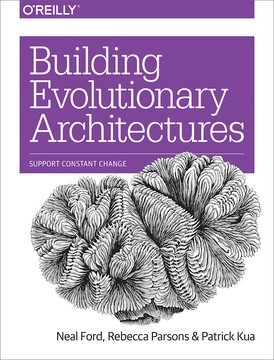 O'REILLY®
Building
Evolutionary
Architectures
SUPPORT CONSTANT CHANGE
Neal Ford, Rebecca Parsons & Patrick Kua